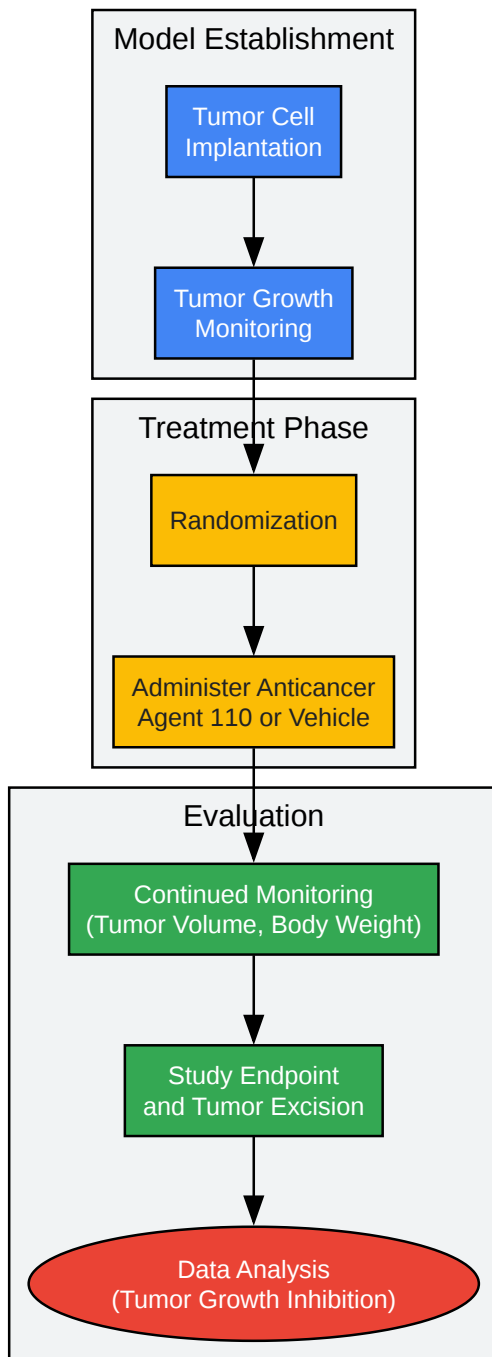 Model Establishment
Tumor Cell
Implantation
Tumor Growth
Monitoring
Treatment Phase
Randomization
Administer Anticancer
Agent 110 or Vehicle
Evaluation
Continued Monitoring
(Tumor Volume, Body Weight)
Study Endpoint
and Tumor Excision
Data Analysis
(Tumor Growth Inhibition)